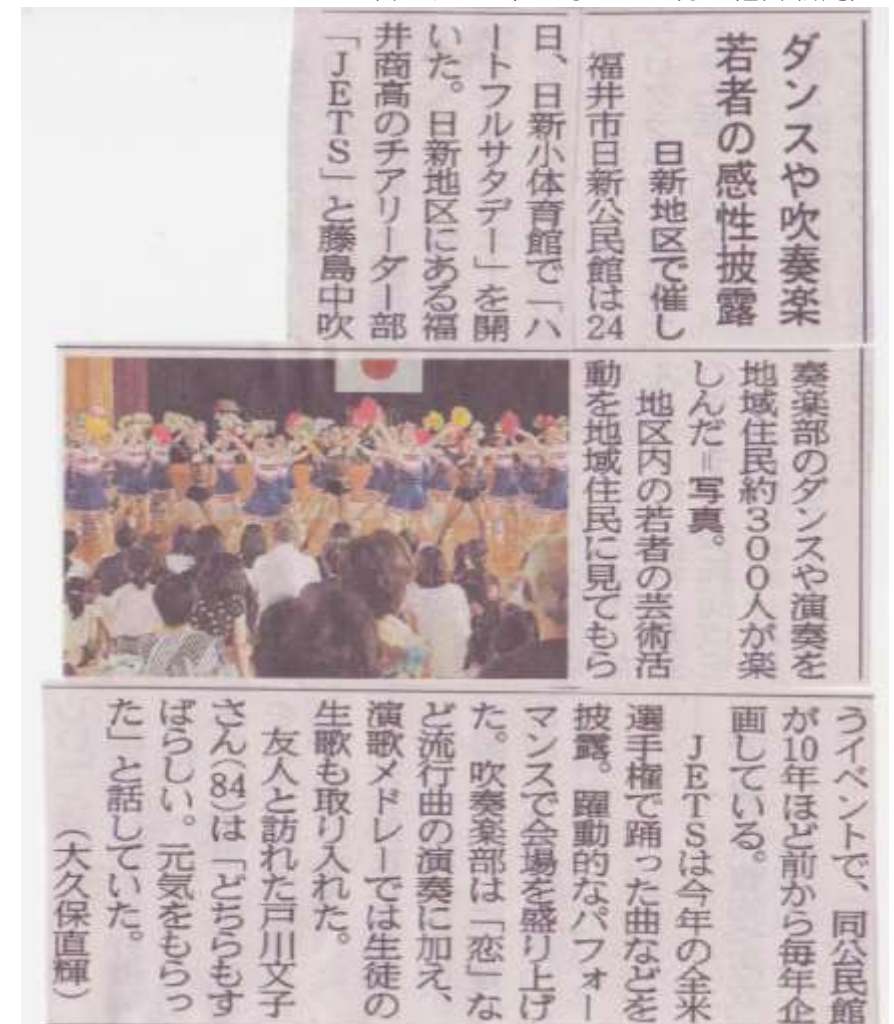 ダンスや吹奏楽
若者の感性披露
日新地区で催し
福井市日新公民館は24
日、日新小体育館で「ハ
ートフルサタデー」を開
いた。日新地区にある福
井商高のチアリーダー部
「JETS」と藤島中吹
奏楽部のダンスや演奏を
地域住民約300人が楽
しんだ＝写真。
地区内の若者の芸術活
動を地域住民に見てもら
うイベントで、同公民館
が10年ほど前から毎年企
画している。
JETSは今年の全米
選手権で踊った曲などを
披露。躍動的なパフォー
マンスで会場を盛り上げ
た。吹奏楽部は「恋」な
ど流行曲の演奏に加え、
演歌メドレーでは生徒の
生歌も取り入れた。
友人と訪れた戸川文子
さん(84)は「どちらもす
ばらしい。元気をもらっ
た」と話していた。
(大久保直輝)